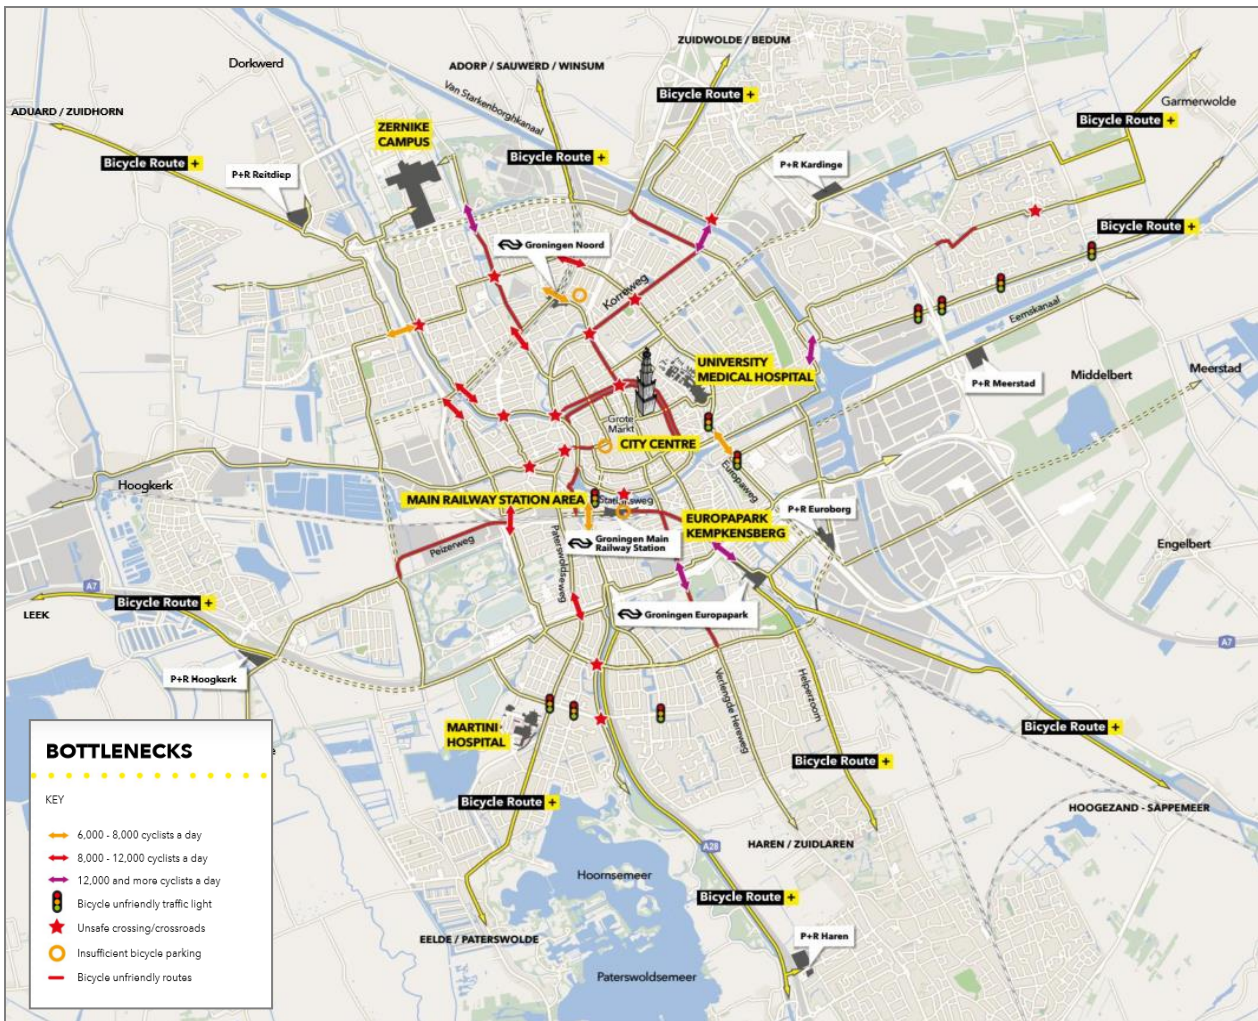 ZUIDWOLDE / BEDUM
Dorkwerd
ADORP / SAUWERD / WINSUM
Van Starkenborghkanaal
Bicycle Route +
Garmerwolde
ADUARD / ZUIDHORN
ZERNIKE
CAMPUS
Bicycle Route +
Bicycle Route +
Bicycle Route +
P+R Reitdiep
P+R Kardinge
Bicycle Route +
Groningen Noord
Korreweg
Eemskanaal
UNIVERSITY
MEDICAL HOSPITAL
P+R Meerstad
Middelbert
Meerstad
Grote
Markt
CITY CENTRE
Europaweg
Hoogkerk
MAIN RAILWAY STATION AREA
P+R Euroborg
EUROPAPARK
KEMPKENSBERG
Groningen Main
Railway Station
Peizerweg
Paterswoldseweg
Engelbert
A7
LEEK
Bicycle Route +
Groningen Europapark
A7
P+R Hoogkerk
Verlengde Hereweg
Helperzoom
MARTINI
HOSPITAL
Bicycle Route +
Bicycle Route +
Bicycle Route +
HOOGEZAND - SAPPEMEER
HAREN / ZUIDLAREN
A28
Hoornsemeer
Bicycle Route +
EELDE / PATERSWOLDE
P+R Haren
Paterswoldsemeer
BOTTLENECKS
KEY
6,000 - 8,000 cyclists a day
8,000 - 12,000 cyclists a day
12,000 and more cyclists a day
Bicycle unfriendly traffic light
Unsafe crossing/crossroads
Insufficient bicycle parking
Bicycle unfriendly routes